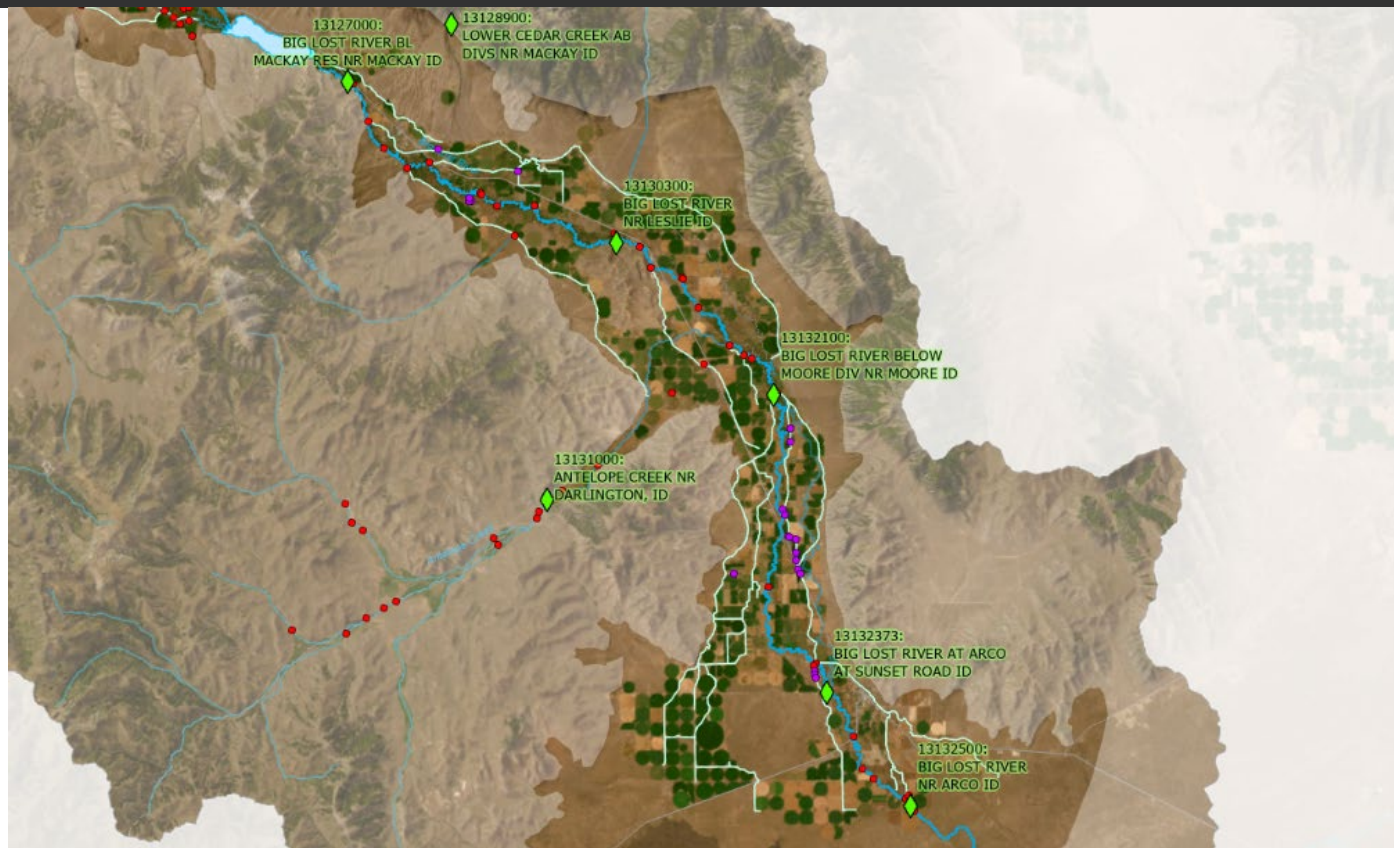 13127000:
BIG LOST RIVER BL
MACKAY RES NR MACKAY ID
13128900:
LOWER CEDAR CREEK AB
DIVS NR MACKAY ID
13130300:
BIG LOST RIVER
NR LESLIE ID
13132100:
BIG LOST RIVER BELOW
MOORE DIV NR MOORE ID
13131000:
ANTELOPE CREEK NR
DARLINGTON, ID
13132373:
BIG LOST RIVER AT ARCO
AT SUNSET ROAD ID
13132500:
BIG LOST RIVER
NR ARCO ID